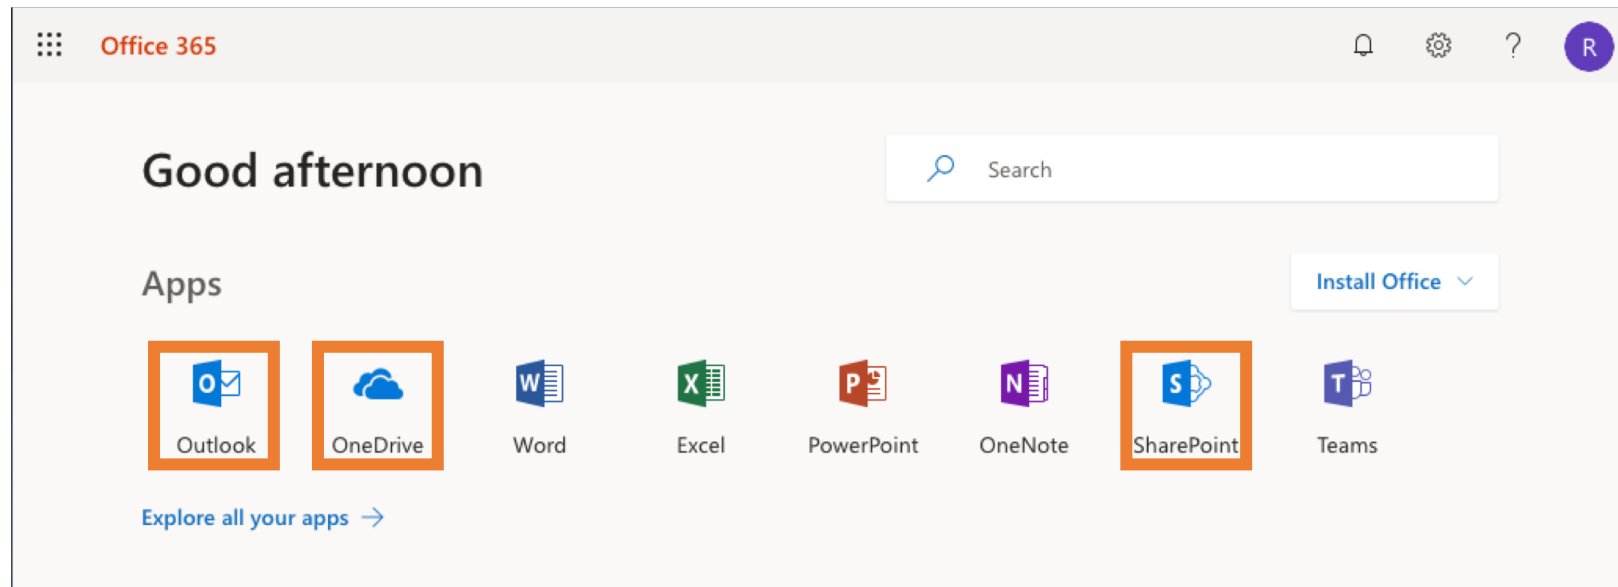 Office 365
R
Good afternoon
Search
Apps
Install Office
O
W
X
P
N
S
T
Outlook
OneDrive
Word
Excel
PowerPoint
OneNote
SharePoint
Teams
Explore all your apps